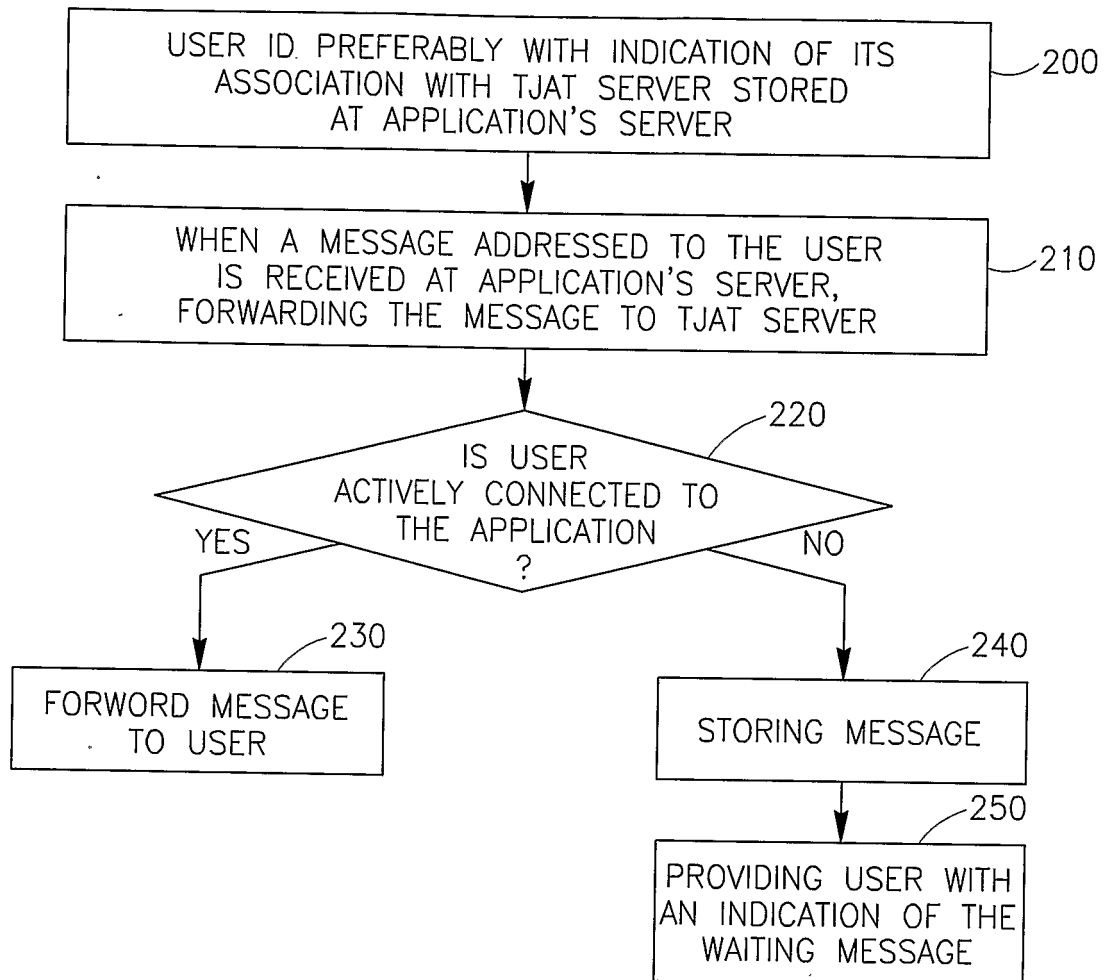 USER ID. PREFERABLY WITH INDICATION OF ITS
ASSOCIATION WITH TJAT SERVER STORED
AT APPLICATION'S SERVER
200
WHEN A MESSAGE ADDRESSED TO THE USER
IS RECEIVED AT APPLICATION'S SERVER,
FORWARDING THE MESSAGE TO TJAT SERVER
210
220
IS USER
ACTIVELY CONNECTED TO
THE APPLICATION
?
YES
NO
230
FORWORD MESSAGE
TO USER
240
STORING MESSAGE
250
PROVIDING USER WITH
AN INDICATION OF THE
WAITING MESSAGE